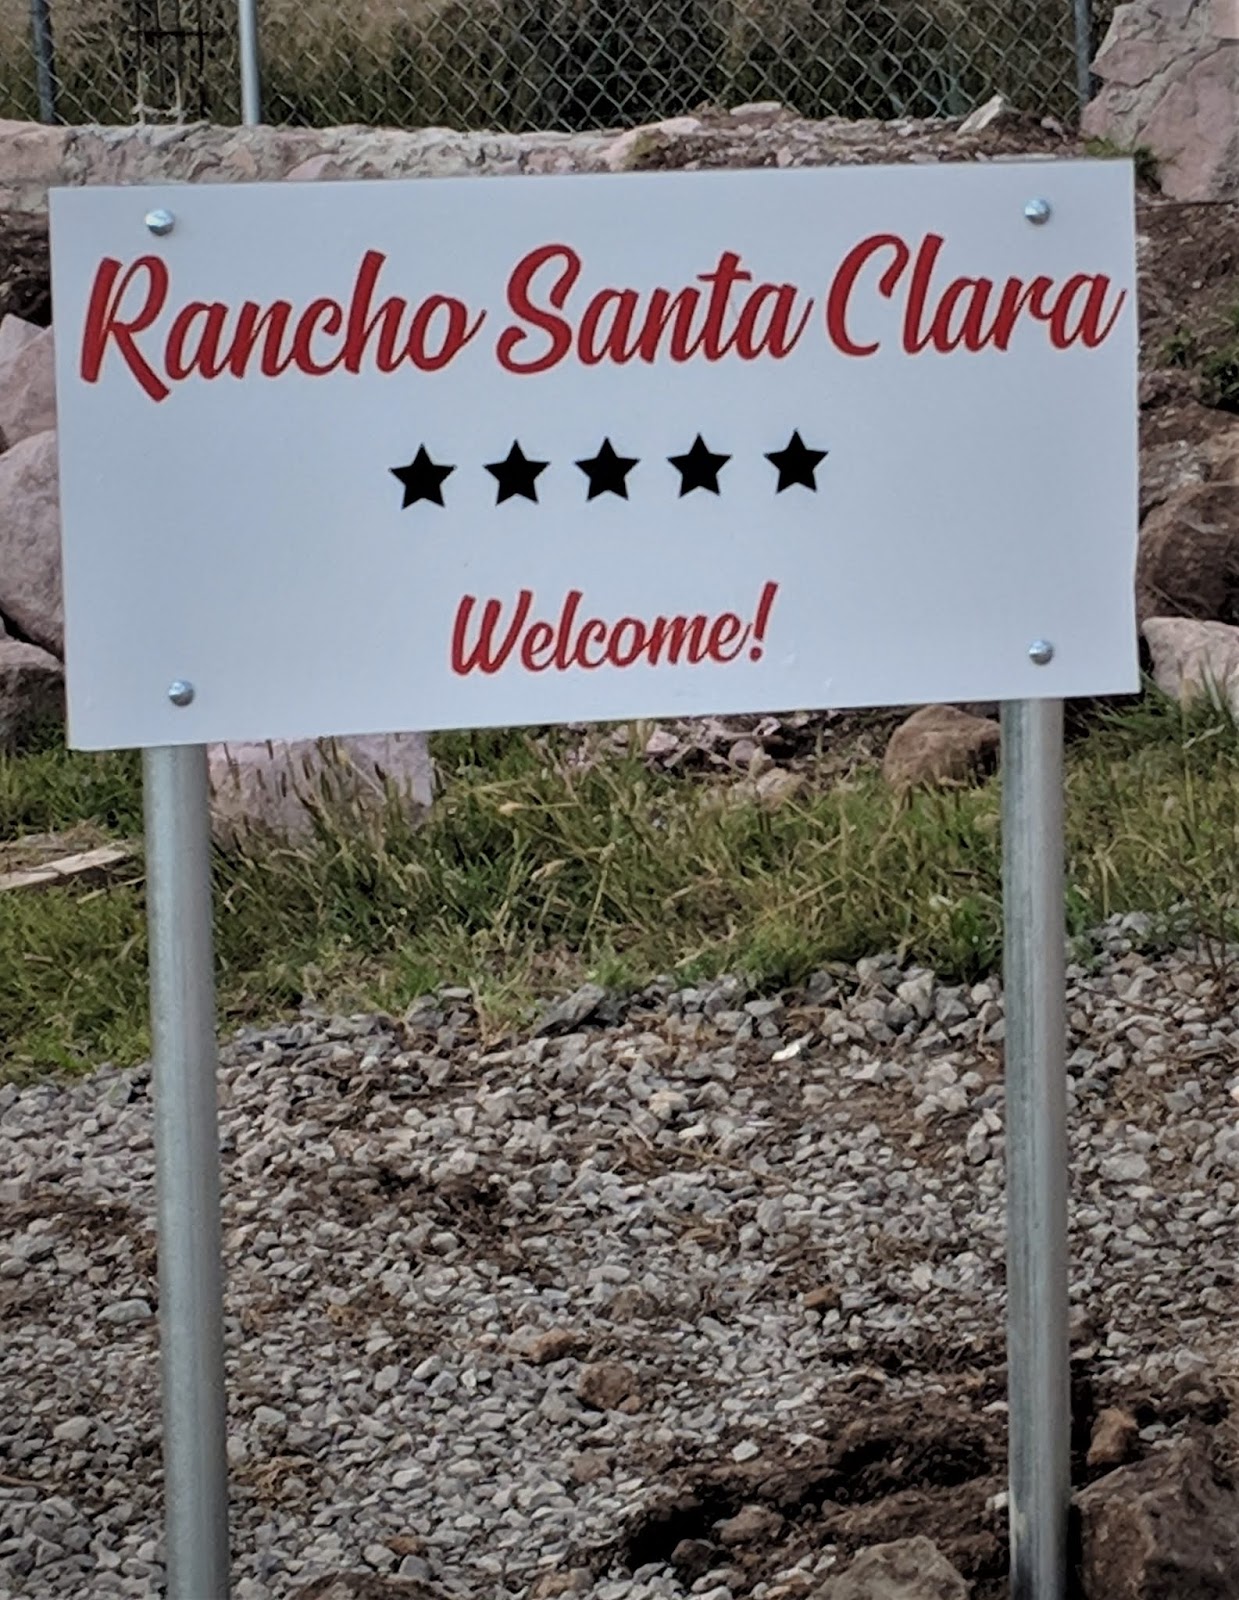 Rancho Santa Clara
★ ★ ★ ★ ★
Welcome!